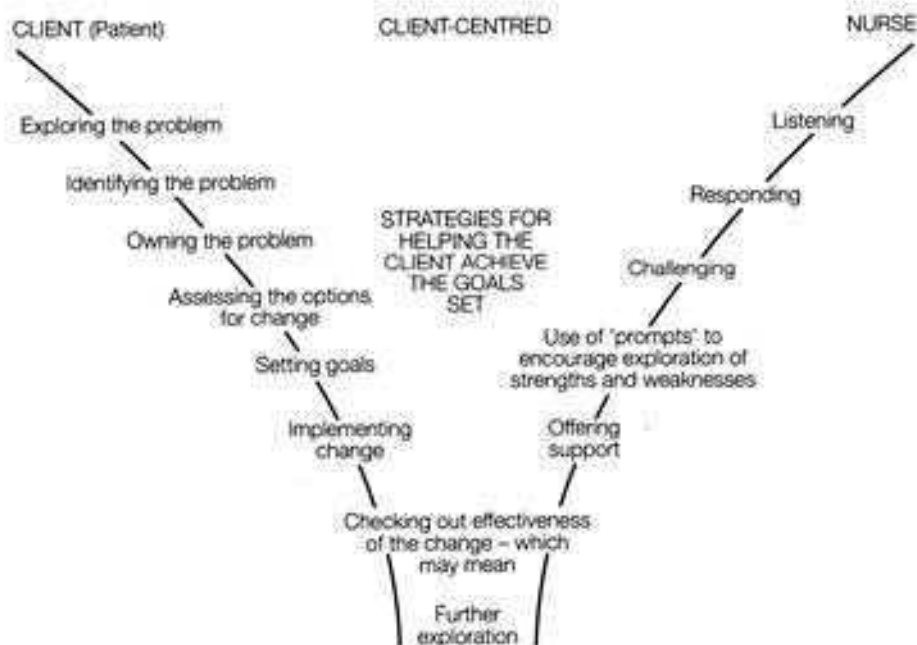 CLIENT (Patient)
CLIENT-CENTRED
NURSE
Exploring the problem
Identifying the problem
Owning the problem
Assessing the options
for change
Setting goals
Implementing
change
STRATEGIES FOR
HELPING THE
CLIENT ACHIEVE
THE GOALS
SET
Listening
Responding
Challenging
Use of 'prompts' to
encourage exploration of
strengths and weaknesses
Offering
support
Checking out effectiveness
of the change – which
may mean
Further
exploration